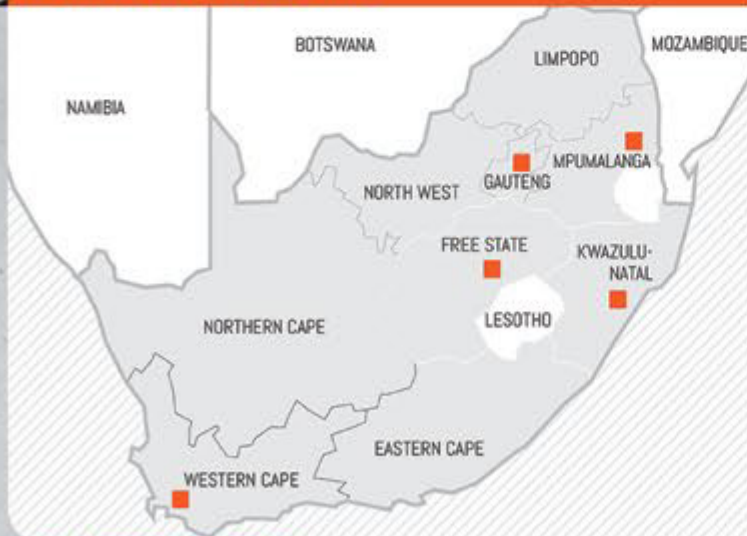 BOTSWANA
MOZAMBIQUE
LIMPOPO
NAMIBIA
MPUMALANGA
GAUTENG
NORTH WEST
FREE STATE
KWAZULU-
NATAL
LESOTHO
NORTHERN CAPE
EASTERN CAPE
WESTERN CAPE